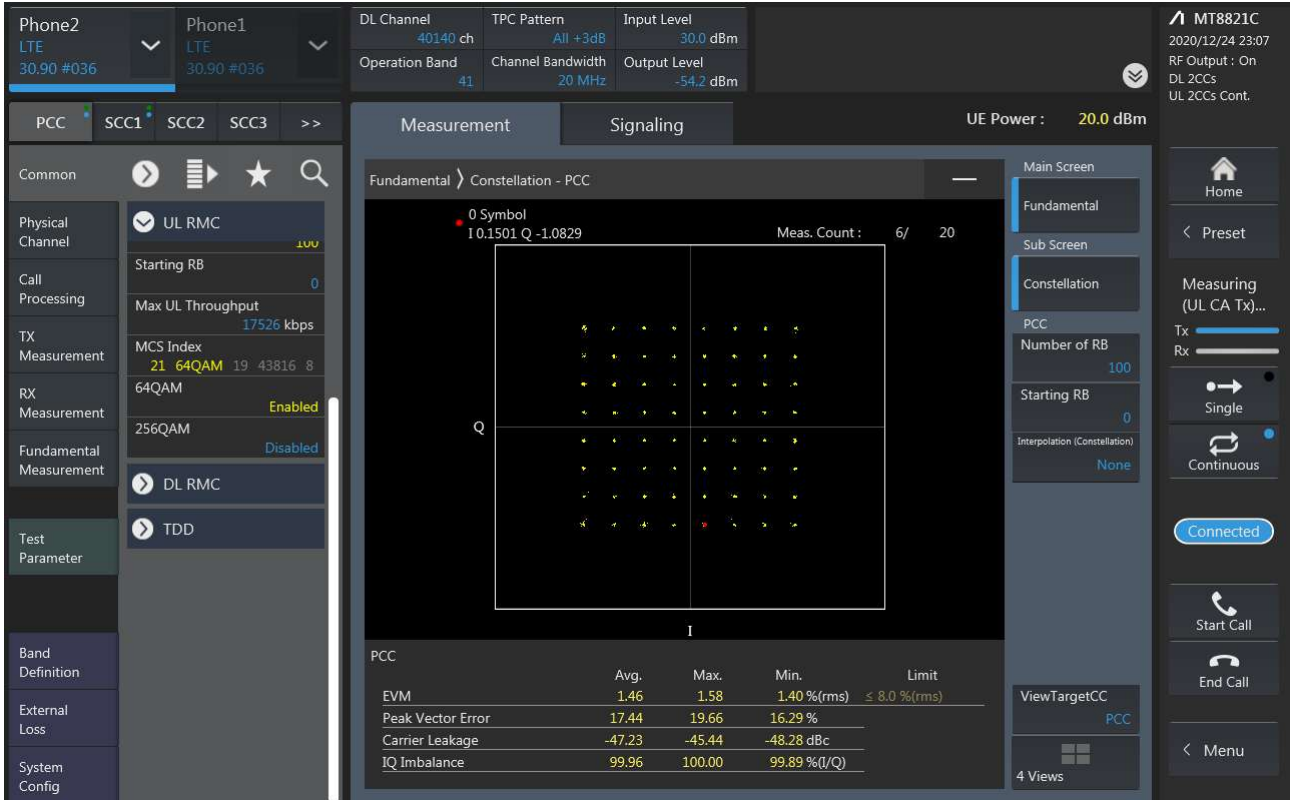 Phone2
LTE
30.90 #036
Phone1
LTE
30.90 #036
DL Channel
40140 ch
TPC Pattern
All +3dB
Input Level
30.0 dBm
Operation Band
41
Channel Bandwidth
20 MHz
Output Level
-54.2 dBm
MT8821C
2020/12/24 23:07
RF Output : On
DL 2CCs
UL 2CCs Cont.
PCC SCC1 SCC2 SCC3 >>
Measurement
Signaling
UE Power : 20.0 dBm
Common
Physical
Channel
Call
Processing
TX
Measurement
RX
Measurement
Fundamental
Measurement
Test
Parameter
Band
Definition
External
Loss
System
Config
UL RMC
100
Starting RB
0
Max UL Throughput
17526 kbps
MCS Index
21 64QAM 19 43816 8
64QAM
Enabled
256QAM
Disabled
DL RMC
TDD
Fundamental 〉 Constellation - PCC
0 Symbol
I 0.1501 Q -1.0829
Meas. Count : 6/ 20
Q
I
PCC
Avg. Max. Min. Limit
EVM 1.46 1.58 1.40 %(rms) ≤ 8.0 %(rms)
Peak Vector Error 17.44 19.66 16.29 %
Carrier Leakage -47.23 -45.44 -48.28 dBc
IQ Imbalance 99.96 100.00 99.89 %(I/Q)
Main Screen
Fundamental
Sub Screen
Constellation
PCC
Number of RB
100
Starting RB
0
Interpolation (Constellation)
None
ViewTargetCC
PCC
4 Views
Home
< Preset
Measuring
(UL CA Tx)...
Tx
Rx
Single
Continuous
Connected
Start Call
End Call
< Menu